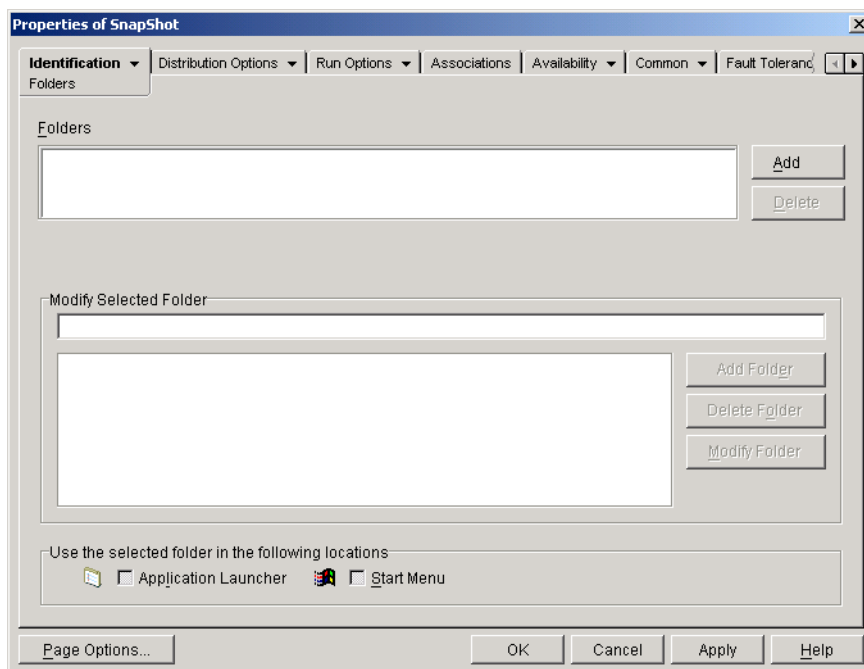 Properties of SnapShot
Identification
Distribution Options
Run Options
Associations
Availability
Common
Folders
Folders
Add
Delete
Modify Selected Folder
Add Folder
Delete Folder
Modify Folder
Use the selected folder in the following locations
Application Launcher
Start Menu
Page Options...
OK
Cancel
Apply
Help